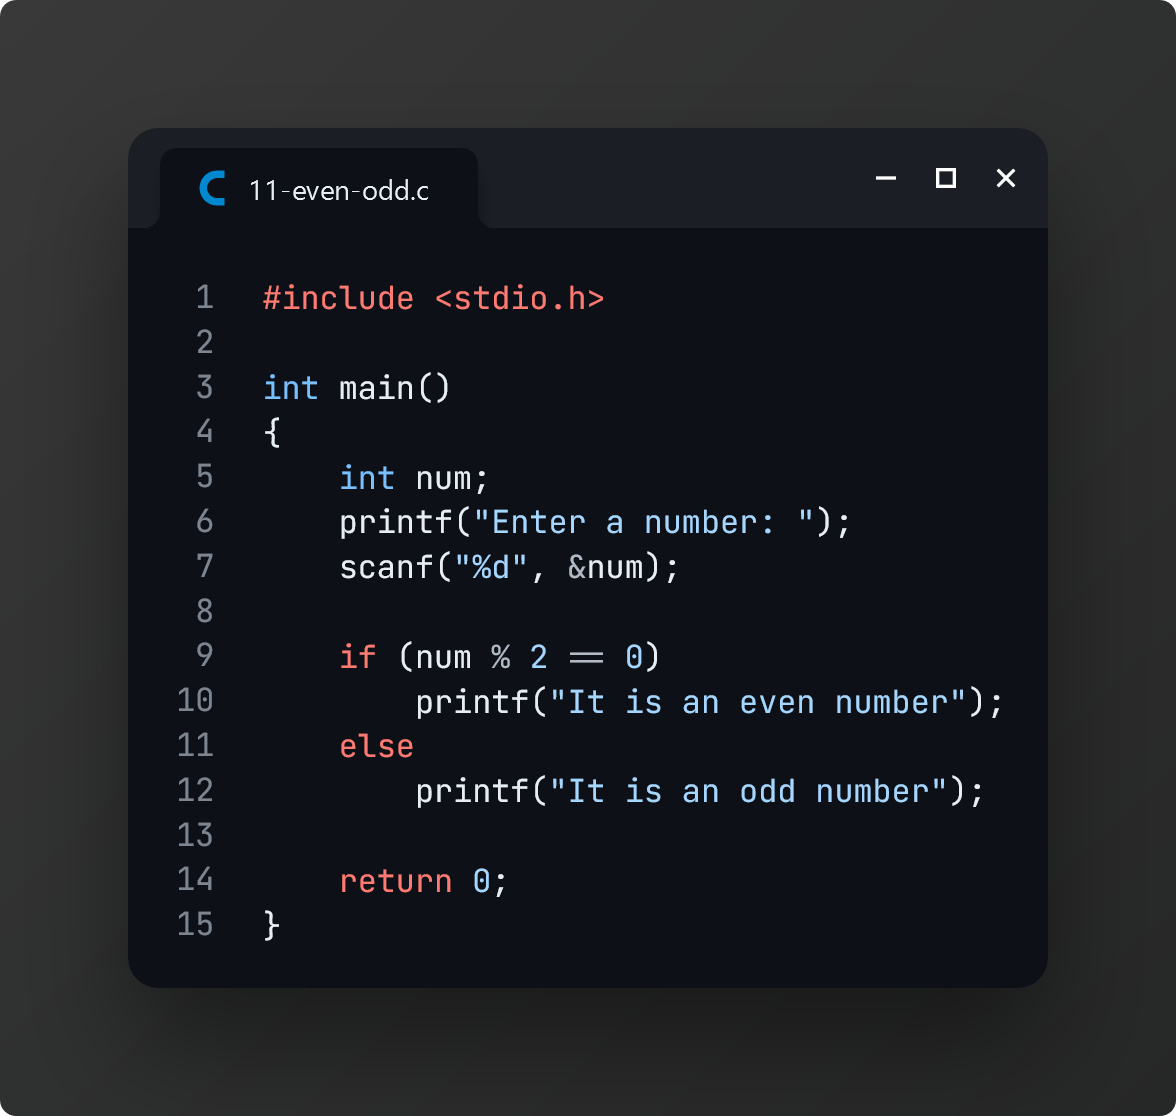 11-even-odd.c
1 #include <stdio.h>
2
3 int main()
4 {
5     int num;
6     printf("Enter a number: ");
7     scanf("%d", &num);
8
9     if (num % 2 == 0)
10         printf("It is an even number");
11     else
12         printf("It is an odd number");
13
14     return 0;
15 }